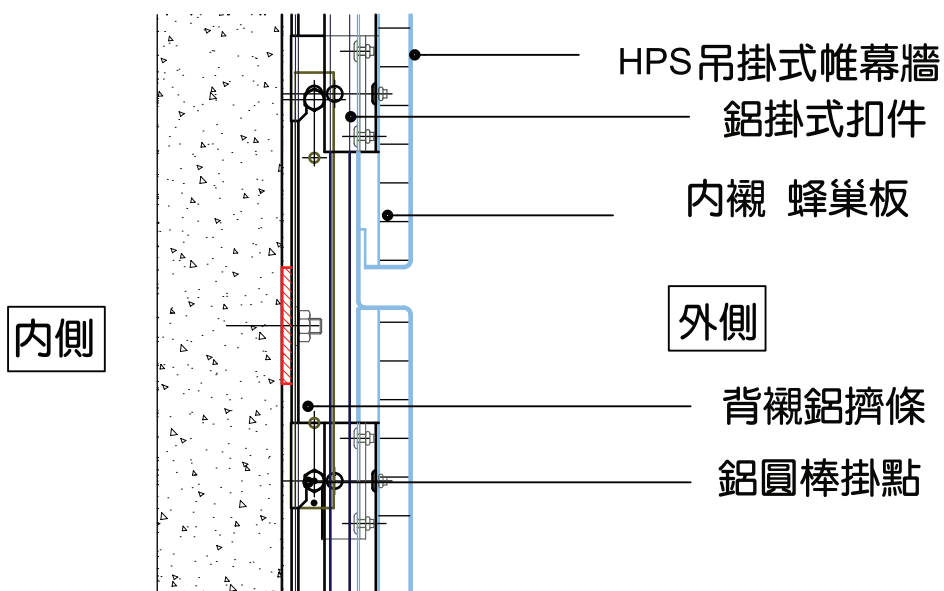 HPS吊掛式帷幕牆
鋁掛式扣件
內襯 蜂巢板
內側
外側
背襯鋁擠條
鋁圓棒掛點